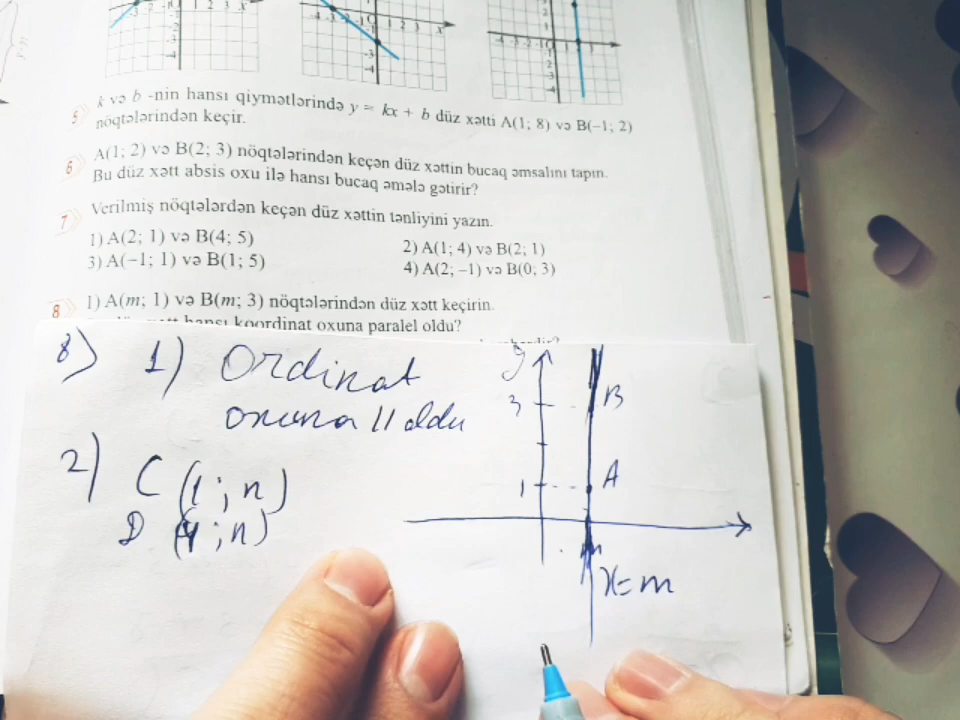 5 k və b -nin hansı qiymətlərində y = kx + b düz xətti A(1; 8) və B(−1; 2)
nöqtələrindən keçir.
6 A(1; 2) və B(2; 3) nöqtələrindən keçən düz xəttin bucaq əmsalını tapın.
Bu düz xətt absis oxu ilə hansı bucaq əmələ gətirir?
7 Verilmiş nöqtələrdən keçən düz xəttin tənliyini yazın.
1) A(2; 1) və B(4; 5) 2) A(1; 4) və B(2; 1)
3) A(−1; 1) və B(1; 5) 4) A(2; −1) və B(0; 3)
8 1) A(m; 1) və B(m; 3) nöqtələrindən düz xətt keçirin.
hansı koordinat oxuna paralel oldu?
8) 1) Ordinat
oxuna || oldu
2) C (1 ; n)
D (4 ; n)
y
3 B
1 A
m
x=m